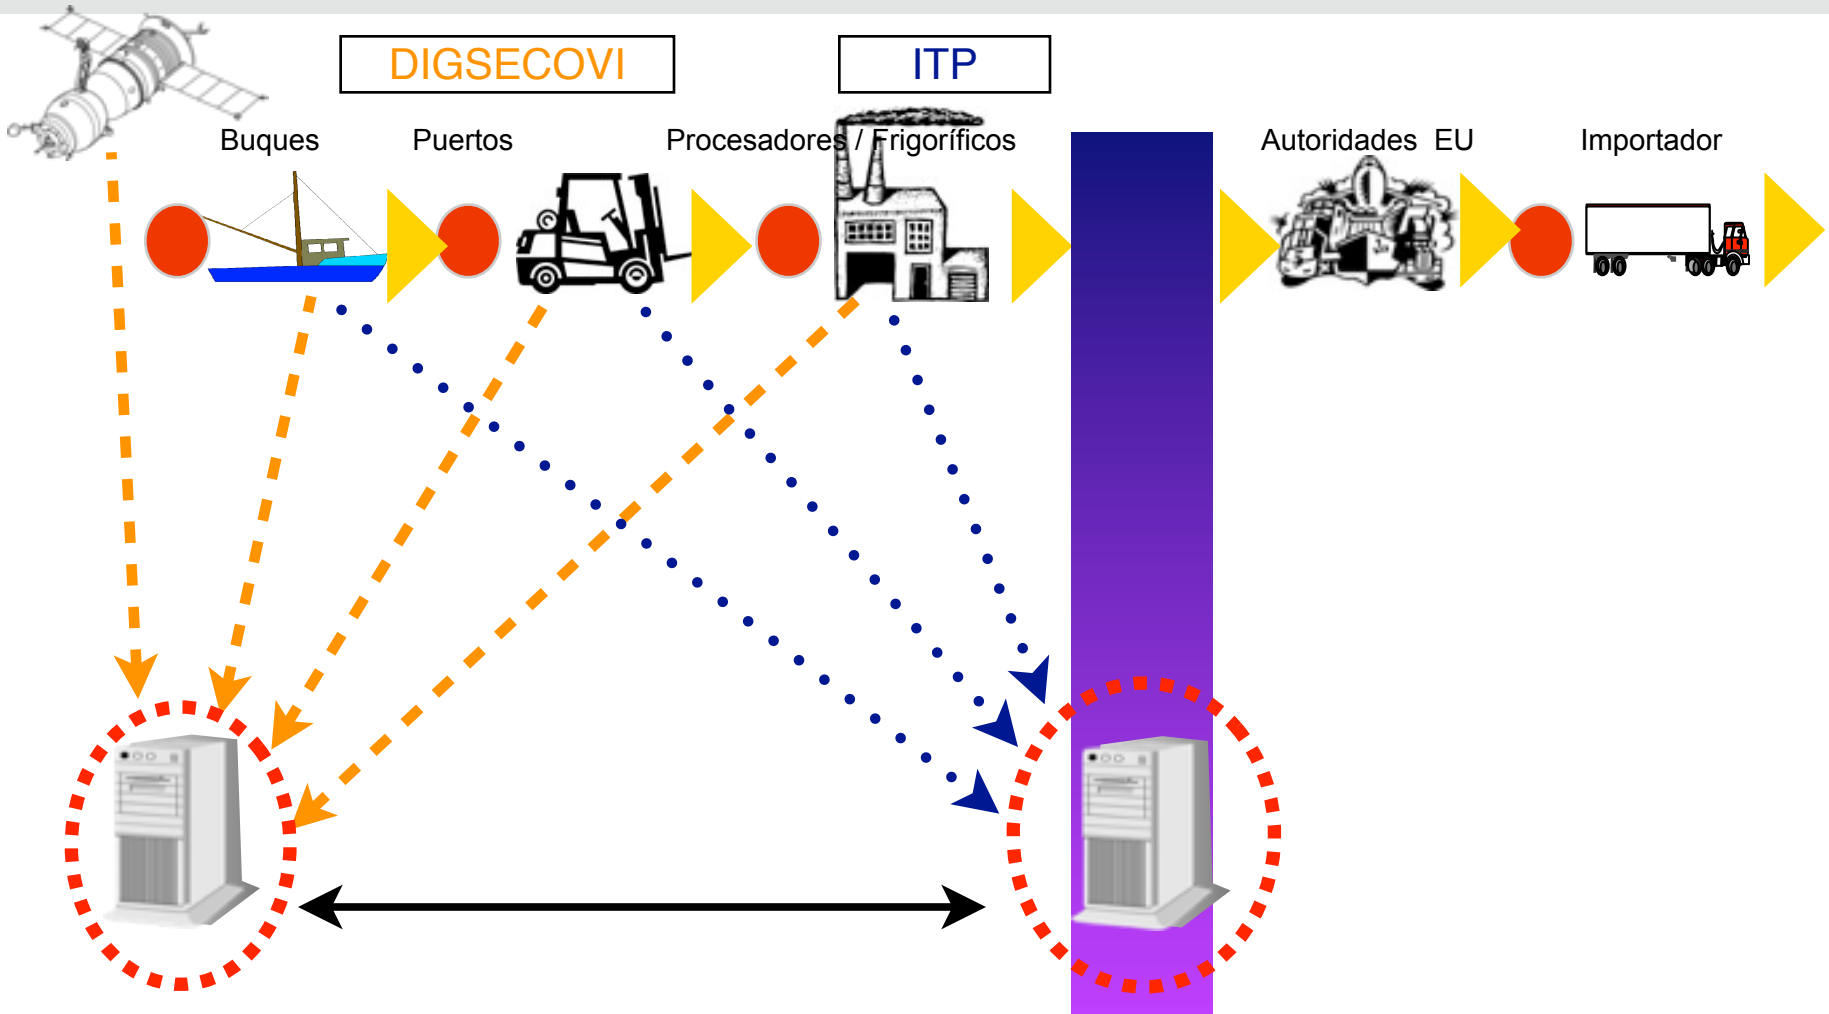 DIGSECOVI
ITP
Buques
Puertos
Procesadores / Frigoríficos
Autoridades EU
Importador